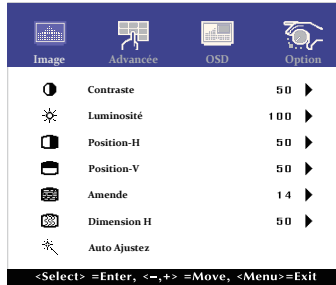 Image Advancée OSD Option
Contraste 50
Luminosité 100
Position-H 50
Position-V 50
Amende 14
Dimension H 50
Auto Ajustez
<Select> =Enter, <-,+> =Move, <Menu>=Exit